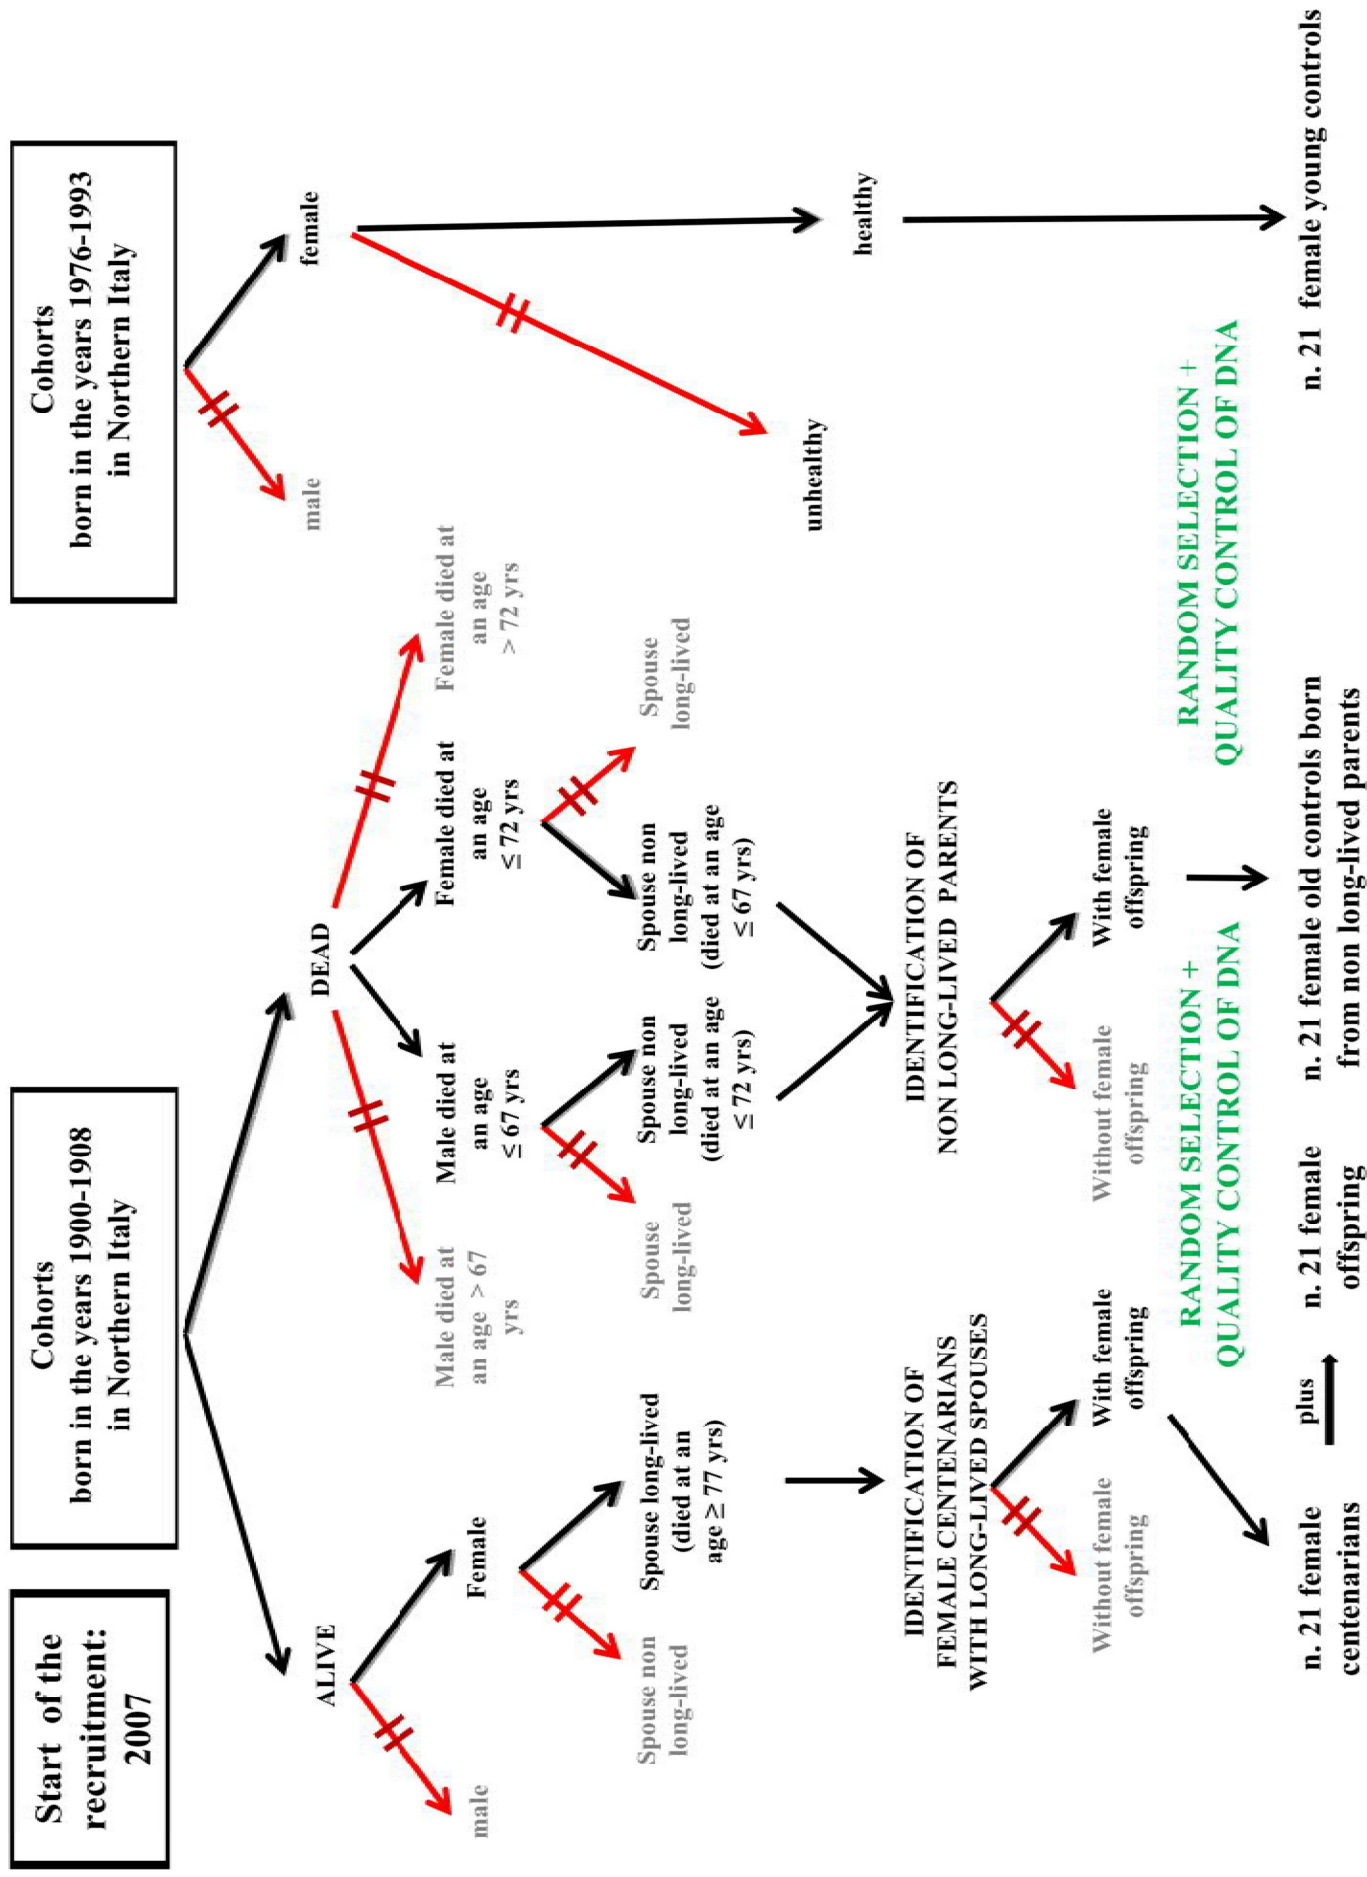 Start of the
recruitment:
2007
Cohorts
born in the years 1900-1908
in Northern Italy
Cohorts
born in the years 1976-1993
in Northern Italy
ALIVE
DEAD
male
female
male
Female
Male died at
an age > 67
yrs
Male died at
an age
≤ 67 yrs
Female died at
an age
≤ 72 yrs
Female died at
an age
> 72 yrs
Spouse non
long-lived
Spouse long-lived
(died at an
age ≥ 77 yrs)
Spouse
long-lived
Spouse non
long-lived
(died at an age
≤ 72 yrs)
Spouse non
long-lived
(died at an age
≤ 67 yrs)
Spouse
long-lived
unhealthy
healthy
IDENTIFICATION OF
FEMALE CENTENARIANS
WITH LONG-LIVED SPOUSES
IDENTIFICATION OF
NON LONG-LIVED PARENTS
Without female
offspring
With female
offspring
Without female
offspring
With female
offspring
RANDOM SELECTION +
QUALITY CONTROL OF DNA
RANDOM SELECTION +
QUALITY CONTROL OF DNA
n. 21 female
centenarians
plus
n. 21 female
offspring
n. 21 female old controls born
from non long-lived parents
n. 21 female young controls